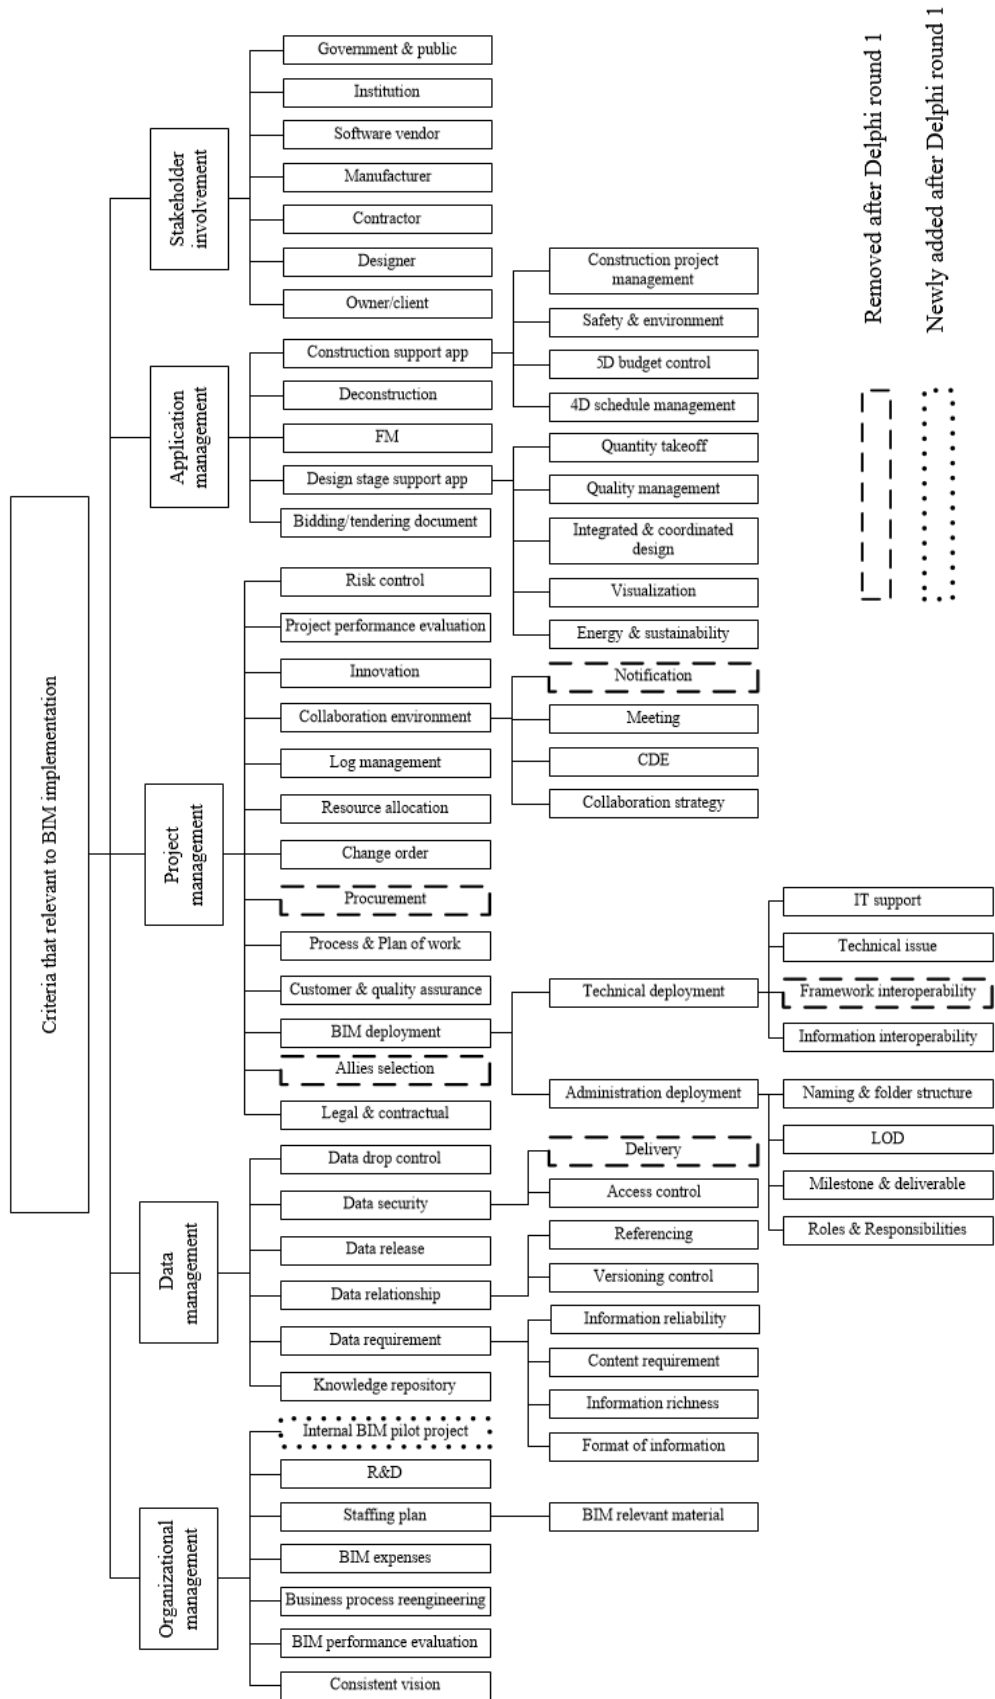 Criteria that relevant to BIM implementation
Stakeholder
involvement
Government & public
Institution
Software vendor
Manufacturer
Contractor
Designer
Owner/client
Application
management
Construction support app
Construction project
management
Safety & environment
5D budget control
4D schedule management
Deconstruction
FM
Design stage support app
Quantity takeoff
Quality management
Integrated & coordinated
design
Visualization
Energy & sustainability
Bidding/tendering document
Project
management
Risk control
Project performance evaluation
Innovation
Collaboration environment
Notification
Meeting
CDE
Collaboration strategy
Log management
Resource allocation
Change order
Procurement
Process & Plan of work
Customer & quality assurance
BIM deployment
Technical deployment
IT support
Technical issue
Framework interoperability
Information interoperability
Administration deployment
Naming & folder structure
LOD
Milestone & deliverable
Roles & Responsibilities
Allies selection
Legal & contractual
Data
management
Data drop control
Data security
Delivery
Access control
Data release
Data relationship
Referencing
Versioning control
Data requirement
Information reliability
Content requirement
Information richness
Format of information
Knowledge repository
Organizational
management
Internal BIM pilot project
R&D
Staffing plan
BIM relevant material
BIM expenses
Business process reengineering
BIM performance evaluation
Consistent vision
Removed after Delphi round 1
Newly added after Delphi round 1